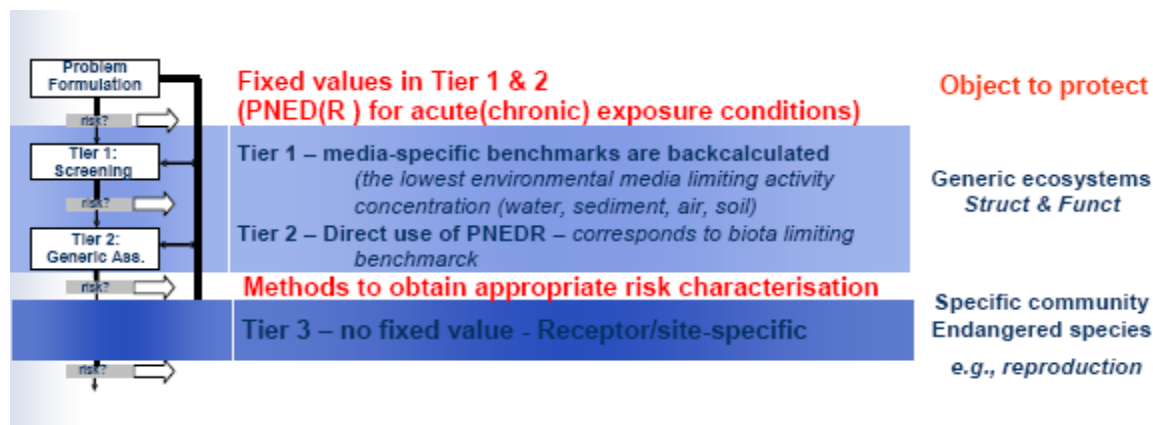 Problem
Formulation
Fixed values in Tier 1 & 2
(PNED(R ) for acute(chronic) exposure conditions)
Object to protect
risk?
Tier 1:
Screening
Tier 1 – media-specific benchmarks are backcalculated
(the lowest environmental media limiting activity
concentration (water, sediment, air, soil)
Generic ecosystems
Struct & Funct
risk?
Tier 2:
Generic Ass.
Tier 2 – Direct use of PNEDR – corresponds to biota limiting
benchmarck
risk?
Methods to obtain appropriate risk characterisation
Tier 3 – no fixed value - Receptor/site-specific
Specific community
Endangered species
e.g., reproduction
risk?